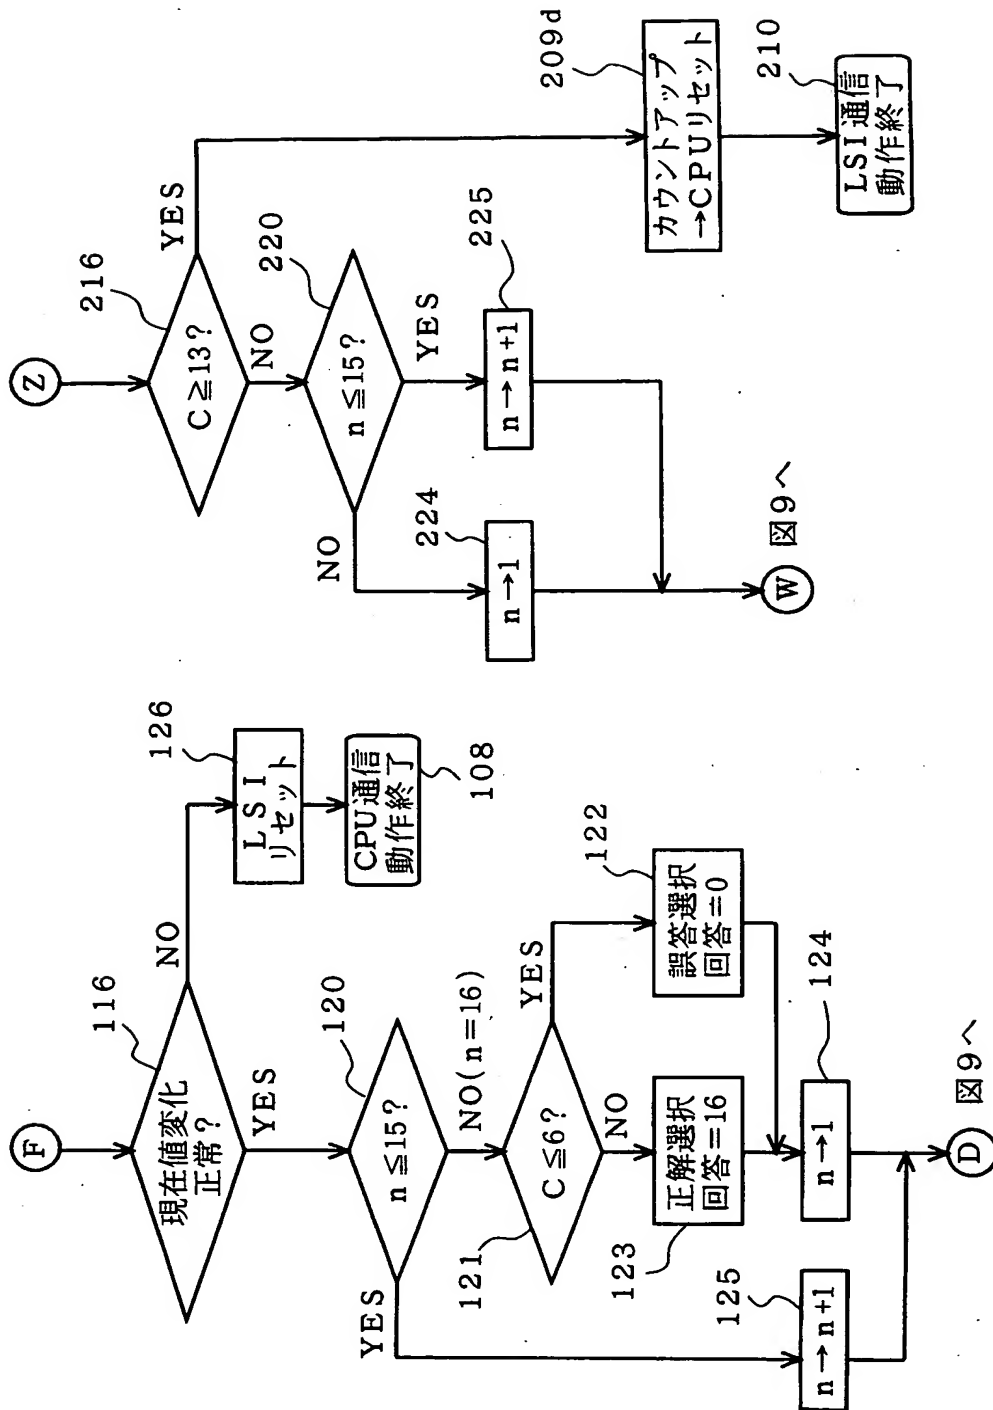 F
116
現在値変化
正常？
NO
126
LSI
リセット
CPU通信
動作終了
108
YES
120
n≦15？
NO(n=16)
YES
121
C≦6？
YES
122
誤答選択
回答=0
NO
123
正解選択
回答=16
124
n→1
125
n→n+1
D
図9へ
Z
216
C≧13？
YES
NO
220
n≦15？
NO
YES
224
n→1
225
n→n+1
W
図9へ
209d
カウントアップ
→CPUリセット
210
LSI通信
動作終了